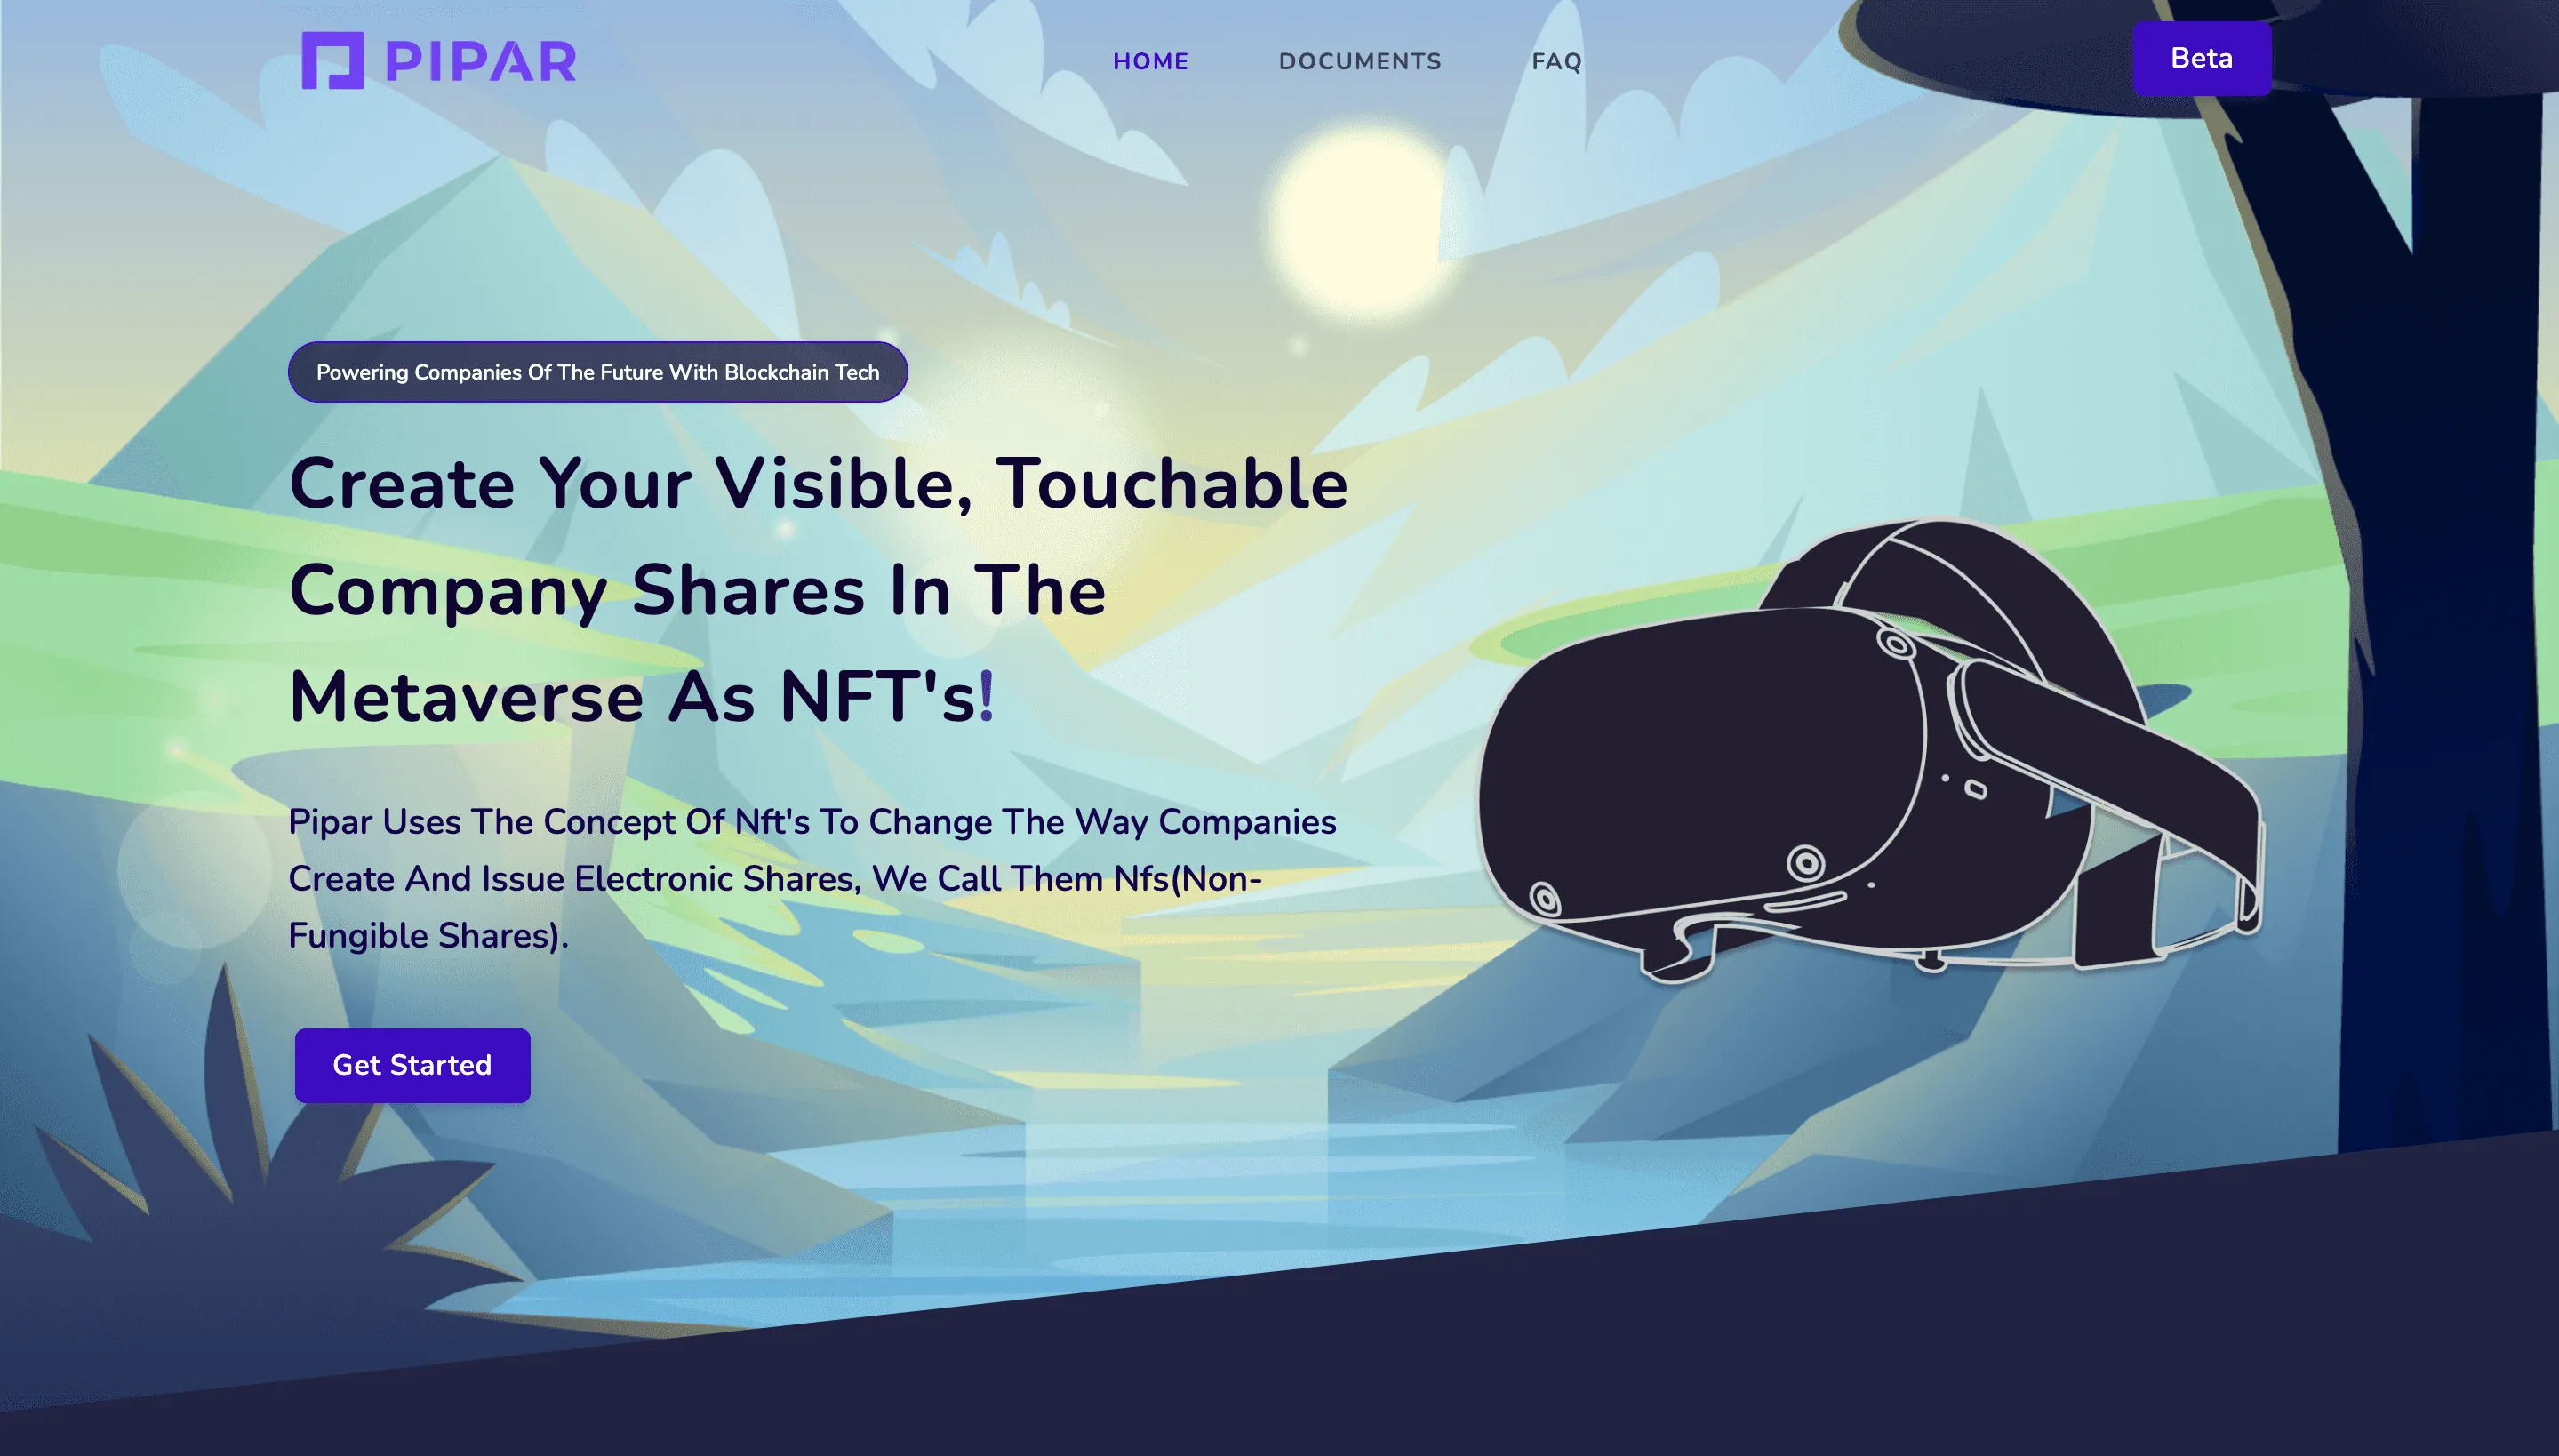 PIPAR
HOME
DOCUMENTS
FAQ
Beta
Powering Companies Of The Future With Blockchain Tech
Create Your Visible, Touchable
Company Shares In The
Metaverse As NFT's!
Pipar Uses The Concept Of Nft's To Change The Way Companies
Create And Issue Electronic Shares, We Call Them Nfs(Non-
Fungible Shares).
Get Started